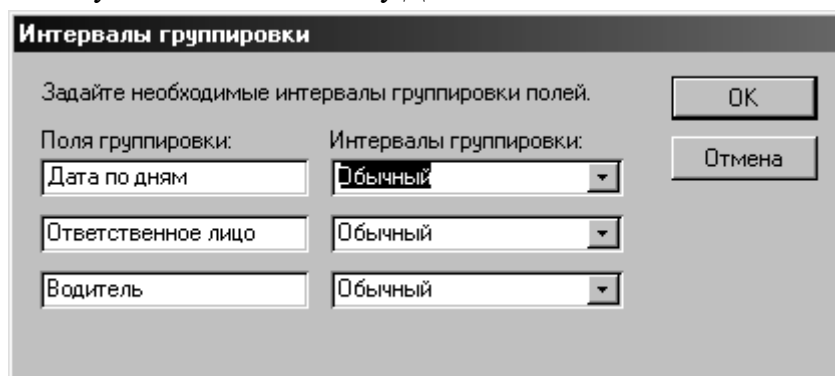 Интервалы группировки
Задайте необходимые интервалы группировки полей.
OK
Поля группировки:
Интервалы группировки:
Отмена
Дата по дням
Обычный
Ответственное лицо
Обычный
Водитель
Обычный